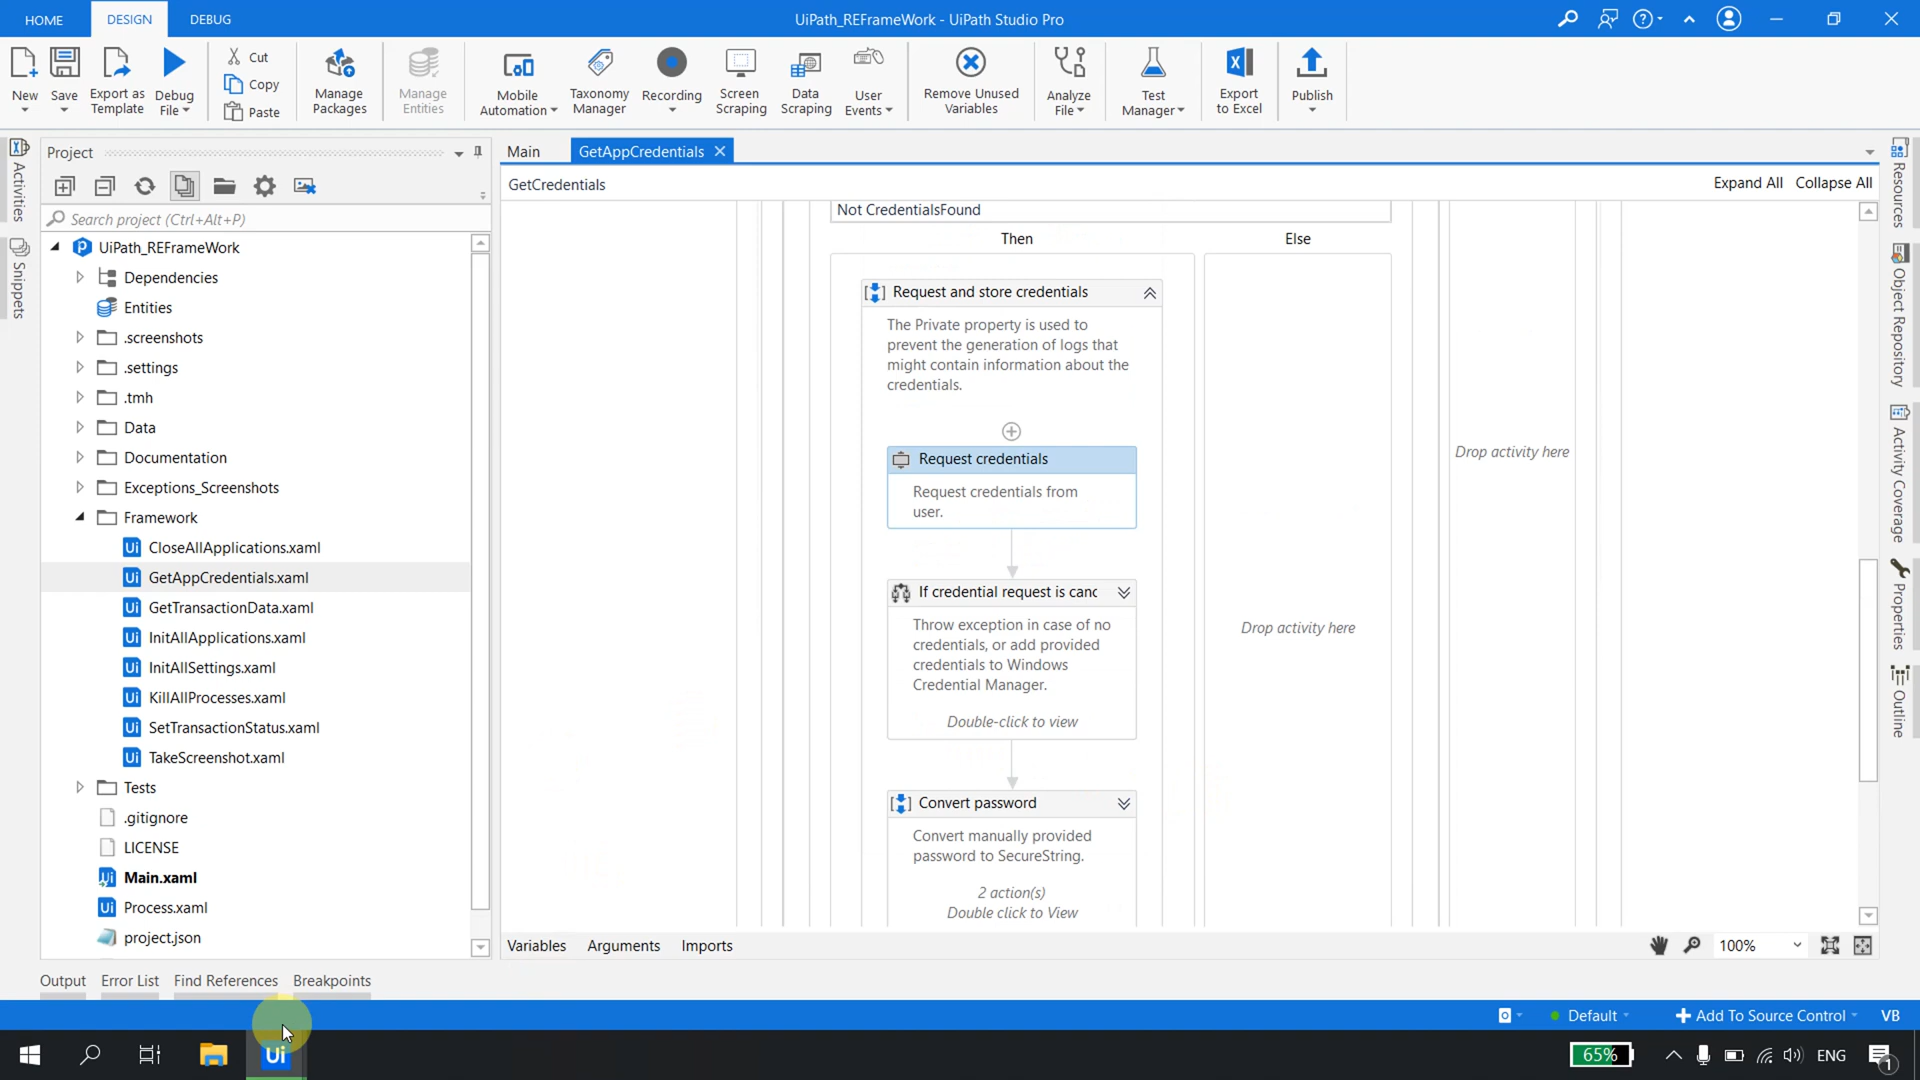 HOME
DESIGN
DEBUG
UiPath_REFrameWork - UiPath Studio Pro
New
Save
Export as
Template
Debug
File
Cut
Copy
Paste
Manage
Packages
Manage
Entities
Mobile
Automation
Taxonomy
Manager
Recording
Screen
Scraping
Data
Scraping
User
Events
Remove Unused
Variables
Analyze
File
Test
Manager
Export
to Excel
Publish
Activities
Snippets
Project
Search project (Ctrl+Alt+P)
UiPath_REFrameWork
Dependencies
Entities
.screenshots
.settings
.tmh
Data
Documentation
Exceptions_Screenshots
Framework
CloseAllApplications.xaml
GetAppCredentials.xaml
GetTransactionData.xaml
InitAllApplications.xaml
InitAllSettings.xaml
KillAllProcesses.xaml
SetTransactionStatus.xaml
TakeScreenshot.xaml
Tests
.gitignore
LICENSE
Main.xaml
Process.xaml
project.json
Main
GetAppCredentials
GetCredentials
Expand All
Collapse All
Not CredentialsFound
Then
Else
Request and store credentials
The Private property is used to
prevent the generation of logs that
might contain information about the
credentials.
Request credentials
Request credentials from
user.
If credential request is canc
Throw exception in case of no
credentials, or add provided
credentials to Windows
Credential Manager.
Double-click to view
Convert password
Convert manually provided
password to SecureString.
2 action(s)
Double click to View
Drop activity here
Drop activity here
Resources
Object Repository
Activity Coverage
Properties
Outline
Variables
Arguments
Imports
100%
Output
Error List
Find References
Breakpoints
Default
Add To Source Control
VB
Ui
65%
ENG
1